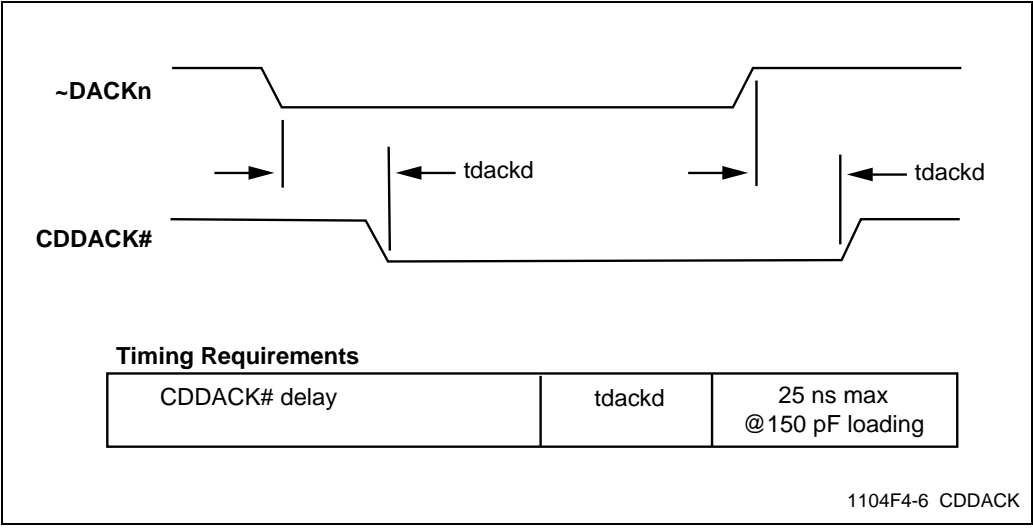 ~DACKn
tdackd
tdackd
CDDACK#
Timing Requirements
CDDACK# delay
tdackd
25 ns max
@150 pF loading
1104F4-6 CDDACK